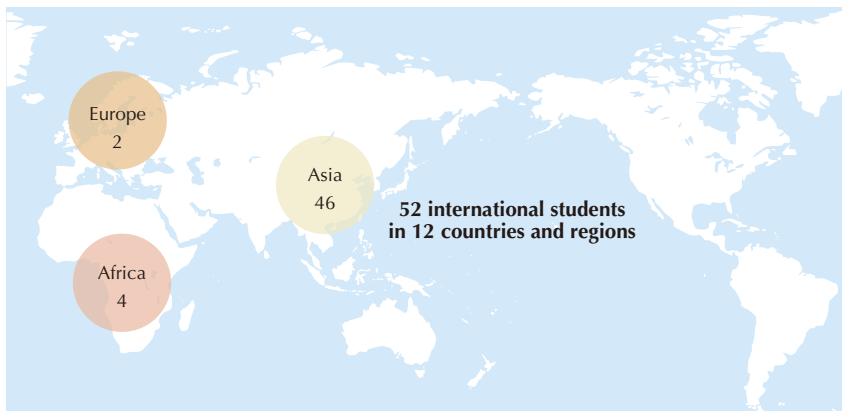 Europe
2
Asia
46
52 international students
in 12 countries and regions
Africa
4